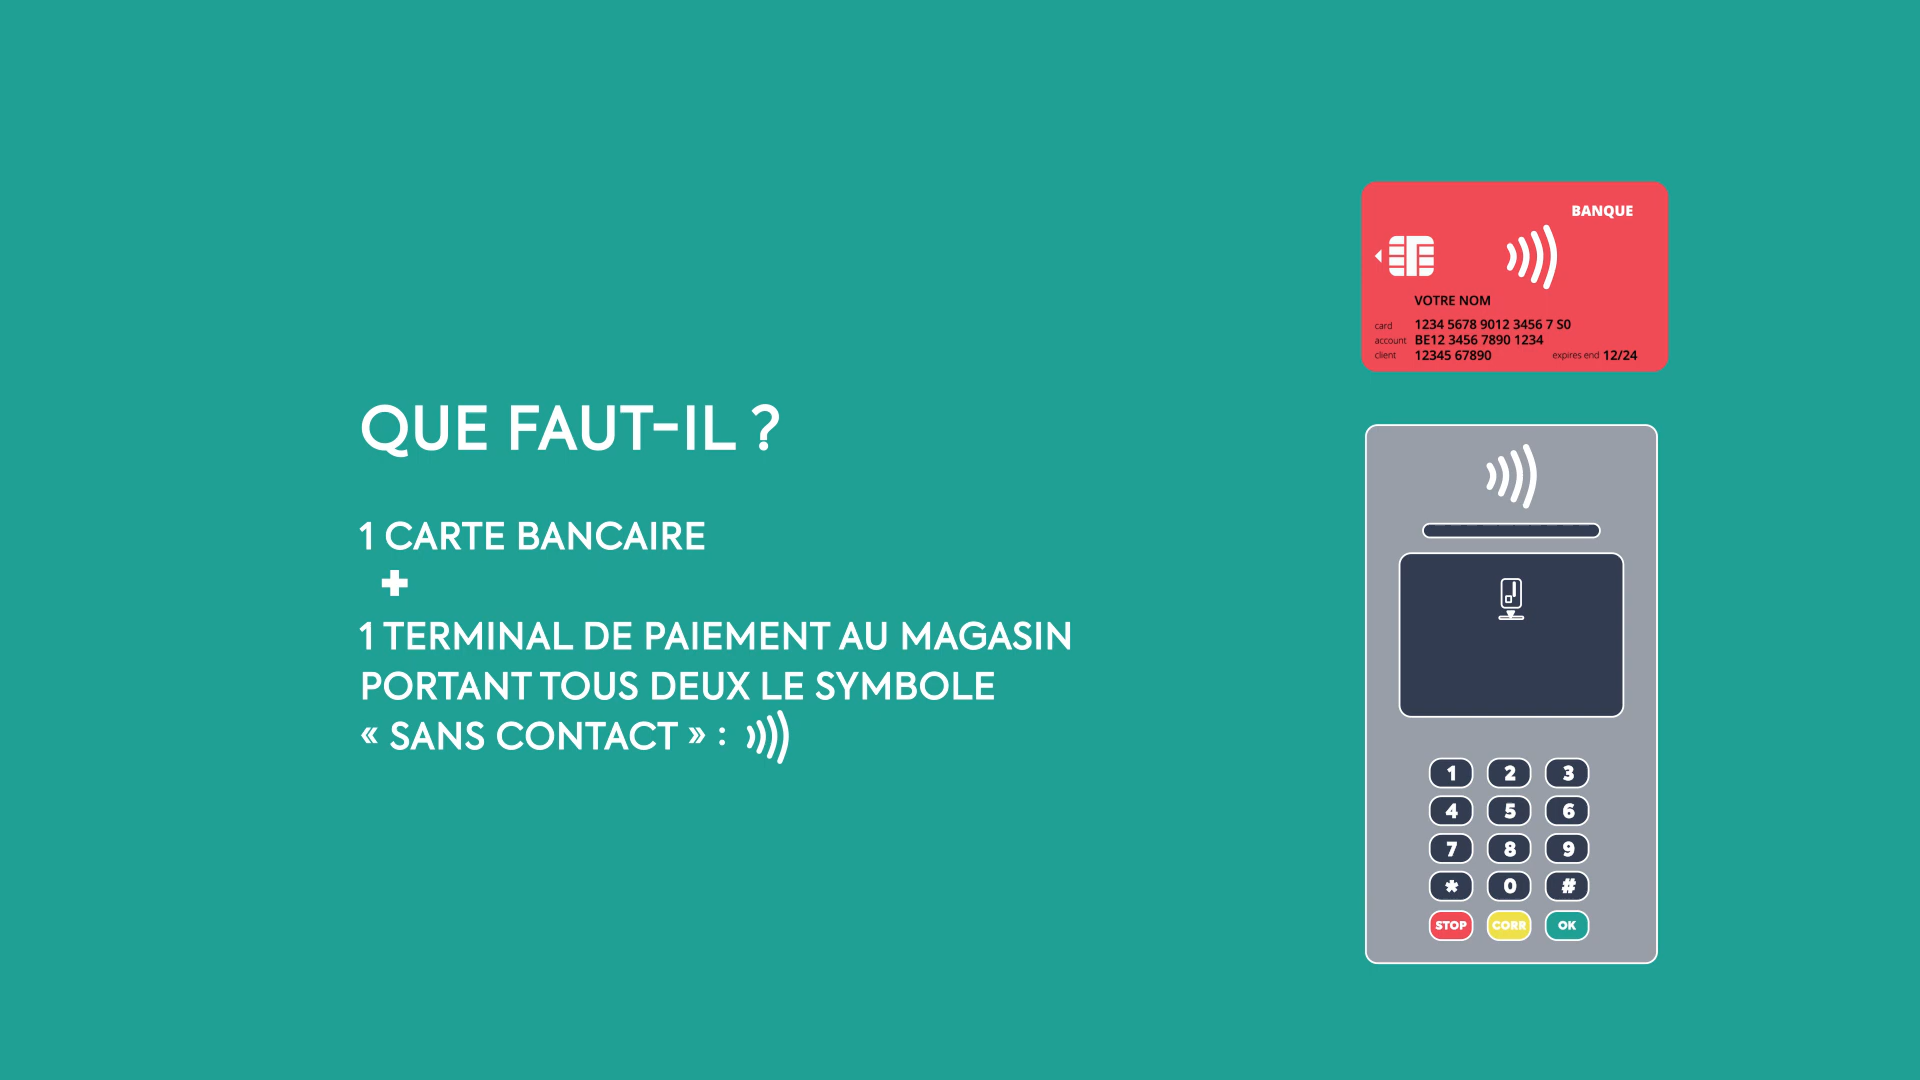 QUE FAUT-IL ?
1 CARTE BANCAIRE
+
1 TERMINAL DE PAIEMENT AU MAGASIN
PORTANT TOUS DEUX LE SYMBOLE
« SANS CONTACT » :
BANQUE
VOTRE NOM
card 1234 5678 9012 3456 7 S0
account BE12 3456 7890 1234
client 12345 67890 expires end 12/24
1 2 3
4 5 6
7 8 9
* 0 #
STOP CORR OK